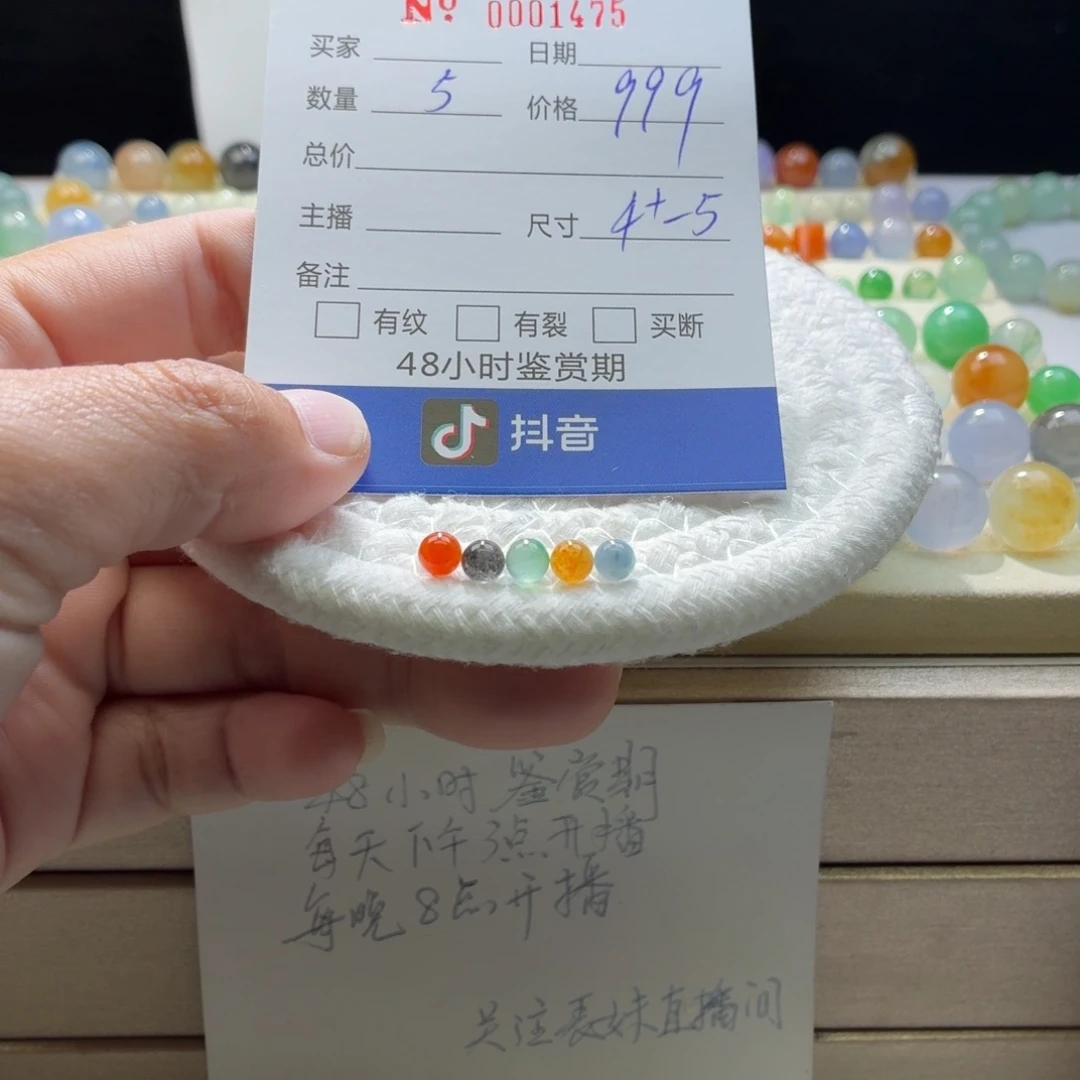 No 0001475
买家 日期
数量 5 价格 999
总价
主播 尺寸 4+-5
备注
有纹 有裂 买断
48小时鉴赏期
抖音
48小时鉴赏期
每天下午3点开播
每晚8点开播
关注表妹直播间